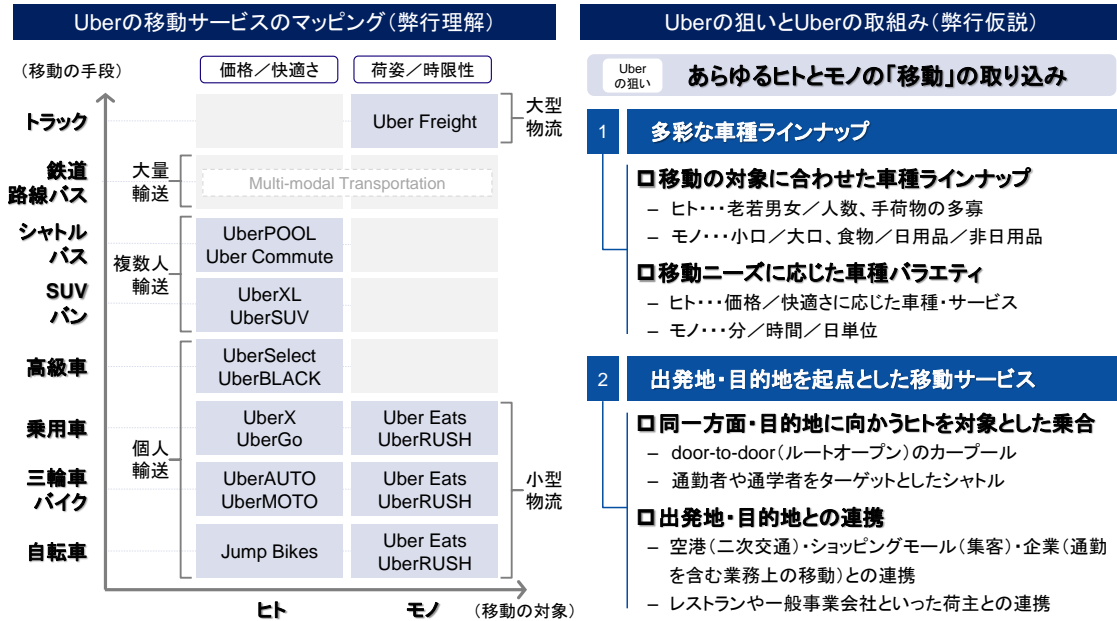 Uberの移動サービスのマッピング（弊行理解）
（移動の手段）
価格／快適さ
荷姿／時限性
トラック
Uber Freight
大型
物流
鉄道
路線バス
大量
輸送
Multi-modal Transportation
シャトル
バス
複数人
輸送
UberPOOL
Uber Commute
SUV
バン
UberXL
UberSUV
高級車
UberSelect
UberBLACK
乗用車
個人
輸送
UberX
UberGo
Uber Eats
UberRUSH
三輪車
バイク
UberAUTO
UberMOTO
Uber Eats
UberRUSH
小型
物流
自転車
Jump Bikes
Uber Eats
UberRUSH
ヒト
モノ
（移動の対象）
Uberの狙いとUberの取組み（弊行仮説）
Uber
の狙い
あらゆるヒトとモノの「移動」の取り込み
1 多彩な車種ラインナップ
移動の対象に合わせた車種ラインナップ
– ヒト・・・老若男女／人数、手荷物の多寡
– モノ・・・小口／大口、食物／日用品／非日用品
移動ニーズに応じた車種バラエティ
– ヒト・・・価格／快適さに応じた車種・サービス
– モノ・・・分／時間／日単位
2 出発地・目的地を起点とした移動サービス
同一方面・目的地に向かうヒトを対象とした乗合
– door-to-door（ルートオープン）のカープール
– 通勤者や通学者をターゲットとしたシャトル
出発地・目的地との連携
– 空港（二次交通）・ショッピングモール（集客）・企業（通勤
を含む業務上の移動）との連携
– レストランや一般事業会社といった荷主との連携